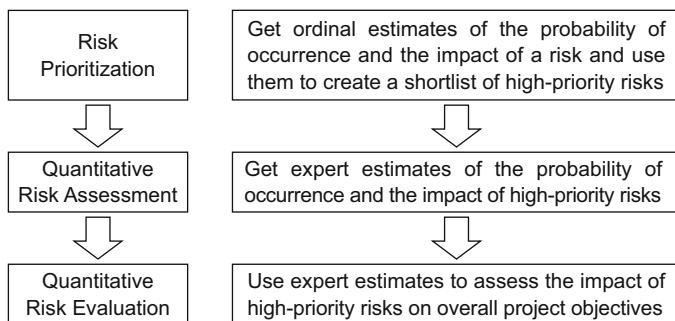 Risk
Prioritization
Get ordinal estimates of the probability of
occurrence and the impact of a risk and use
them to create a shortlist of high-priority risks
Quantitative
Risk Assessment
Get expert estimates of the probability of
occurrence and the impact of high-priority risks
Quantitative
Risk Evaluation
Use expert estimates to assess the impact of
high-priority risks on overall project objectives